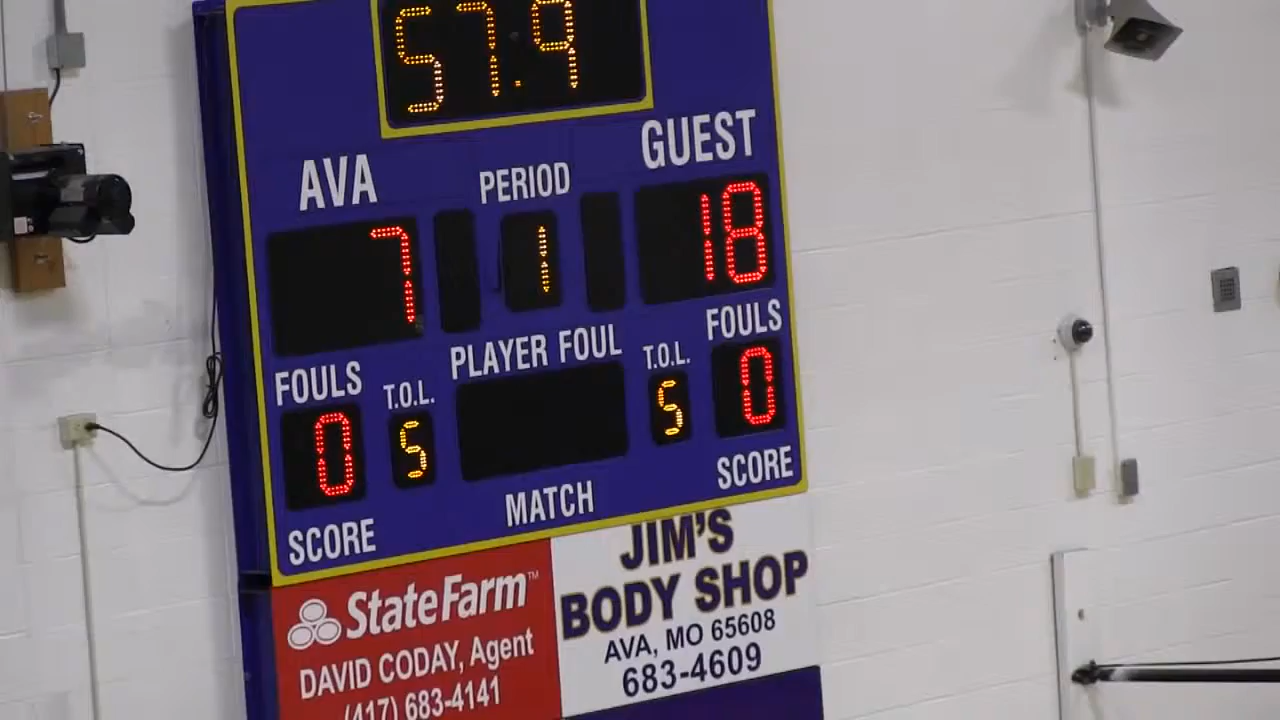 57.9
AVA PERIOD GUEST
7 1 18
FOULS T.O.L. PLAYER FOUL T.O.L. FOULS
0 5 5 0
SCORE MATCH SCORE
StateFarm™
DAVID CODAY, Agent
(417) 683-4141
JIM'S
BODY SHOP
AVA, MO 65608
683-4609